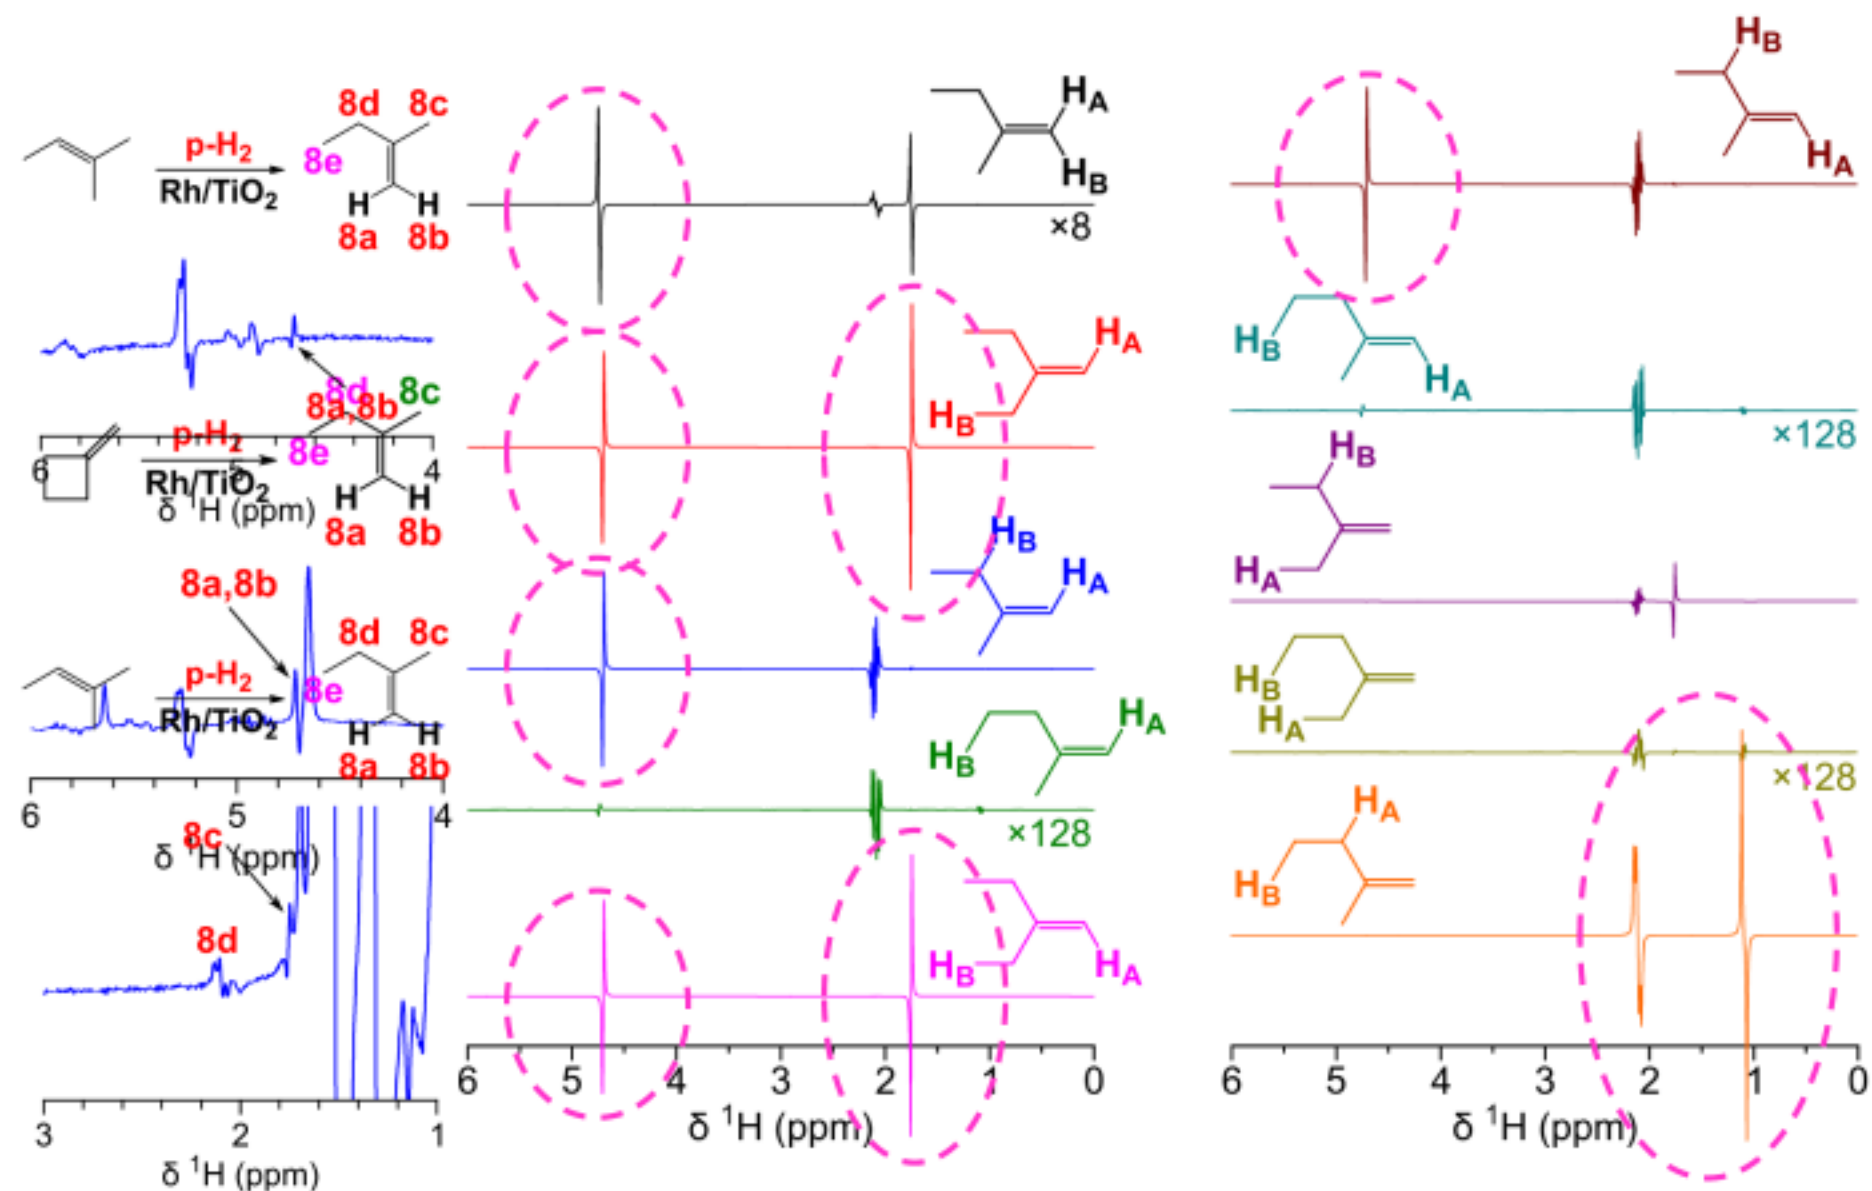 8d 8c
p-H2
8e
Rh/TiO2
H H
8a 8b
8d 8c
8a,8b
p-H2
8e
6 5 4
Rh/TiO2
H H
δ ¹H (ppm)
8a 8b
8a,8b
8d 8c
p-H2
8e
Rh/TiO2
H H
8a 8b
6 5 4
8c
δ ¹H (ppm)
8d
3 2 1
δ ¹H (ppm)
HA
HB
×8
HA
HB
HB
HA
HA
HB
×128
HB HA
6 5 4 3 2 1 0
δ ¹H (ppm)
HB
HA
HB
HA
×128
HB
HA
HB
HA
×128
HA
HB
6 5 4 3 2 1 0
δ ¹H (ppm)